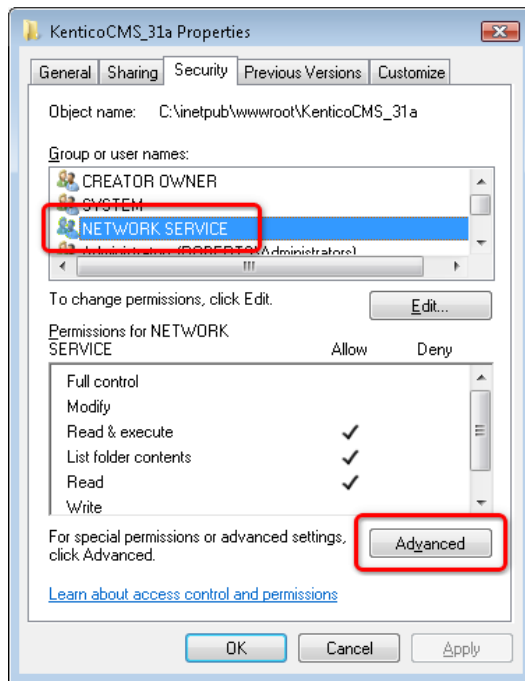 KenticoCMS_31a Properties
General Sharing Security Previous Versions Customize
Object name: C:\inetpub\wwwroot\KenticoCMS_31a
Group or user names:
CREATOR OWNER
SYSTEM
NETWORK SERVICE
To change permissions, click Edit.
Edit...
Permissions for NETWORK
SERVICE Allow Deny
Full control
Modify
Read & execute
List folder contents
Read
Write
For special permissions or advanced settings,
click Advanced.
Advanced
Learn about access control and permissions
OK Cancel Apply